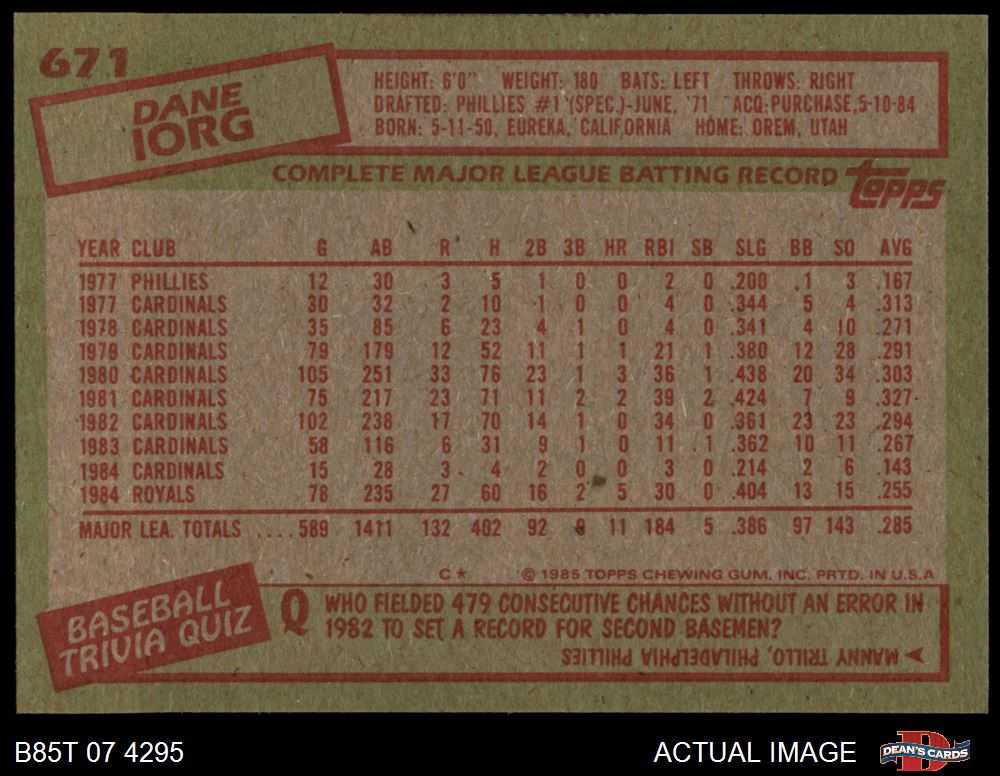 671
DANE
IORG
HEIGHT: 6'0" WEIGHT: 180 BATS: LEFT THROWS: RIGHT
DRAFTED: PHILLIES #1 (SPEC.)-JUNE, '71 ACQ: PURCHASE, 5-10-84
BORN: 5-11-50, EUREKA, CALIFORNIA HOME: OREM, UTAH
COMPLETE MAJOR LEAGUE BATTING RECORD topps
YEAR CLUB G AB R H 2B 3B HR RBI SB SLG BB SO AVG
1977 PHILLIES 12 30 3 5 1 0 0 2 0 .200 1 3 .167
1977 CARDINALS 30 32 2 10 1 0 0 4 0 .344 5 4 .313
1978 CARDINALS 35 85 6 23 4 1 0 4 0 .341 4 10 .271
1979 CARDINALS 79 179 12 52 11 1 1 21 1 .380 12 28 .291
1980 CARDINALS 105 251 33 76 23 1 3 36 1 .438 20 34 .303
1981 CARDINALS 75 217 23 71 11 2 2 39 2 .424 7 9 .327
1982 CARDINALS 102 238 17 70 14 1 0 34 0 .361 23 23 .294
1983 CARDINALS 58 116 6 31 9 1 0 11 1 .362 10 11 .267
1984 CARDINALS 15 28 3 4 2 0 0 3 0 .214 2 6 .143
1984 ROYALS 78 235 27 60 16 2 5 30 0 .404 13 15 .255
MAJOR LEA. TOTALS .... 589 1411 132 402 92 11 184 5 .386 97 143 .285
C* © 1985 TOPPS CHEWING GUM, INC. PRTD. IN U.S.A.
BASEBALL
TRIVIA QUIZ
Q WHO FIELDED 479 CONSECUTIVE CHANCES WITHOUT AN ERROR IN
1982 TO SET A RECORD FOR SECOND BASEMEN?
MANNY TRILLO, PHILADELPHIA PHILLIES
B85T 07 4295 ACTUAL IMAGE DEAN'S CARDS